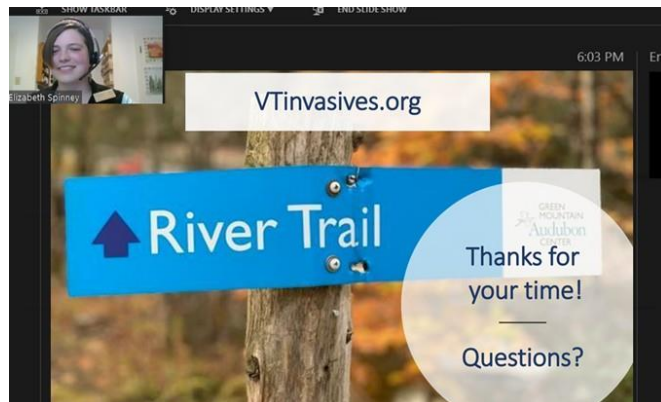 SHOW TASKBAR
DISPLAY SETTINGS ▼
END SLIDE SHOW
6:03 PM
Elizabeth Spinney
VTinvasives.org
River Trail
GREEN
MOUNTAIN
Audubon
CENTER
Thanks for
your time!
Questions?